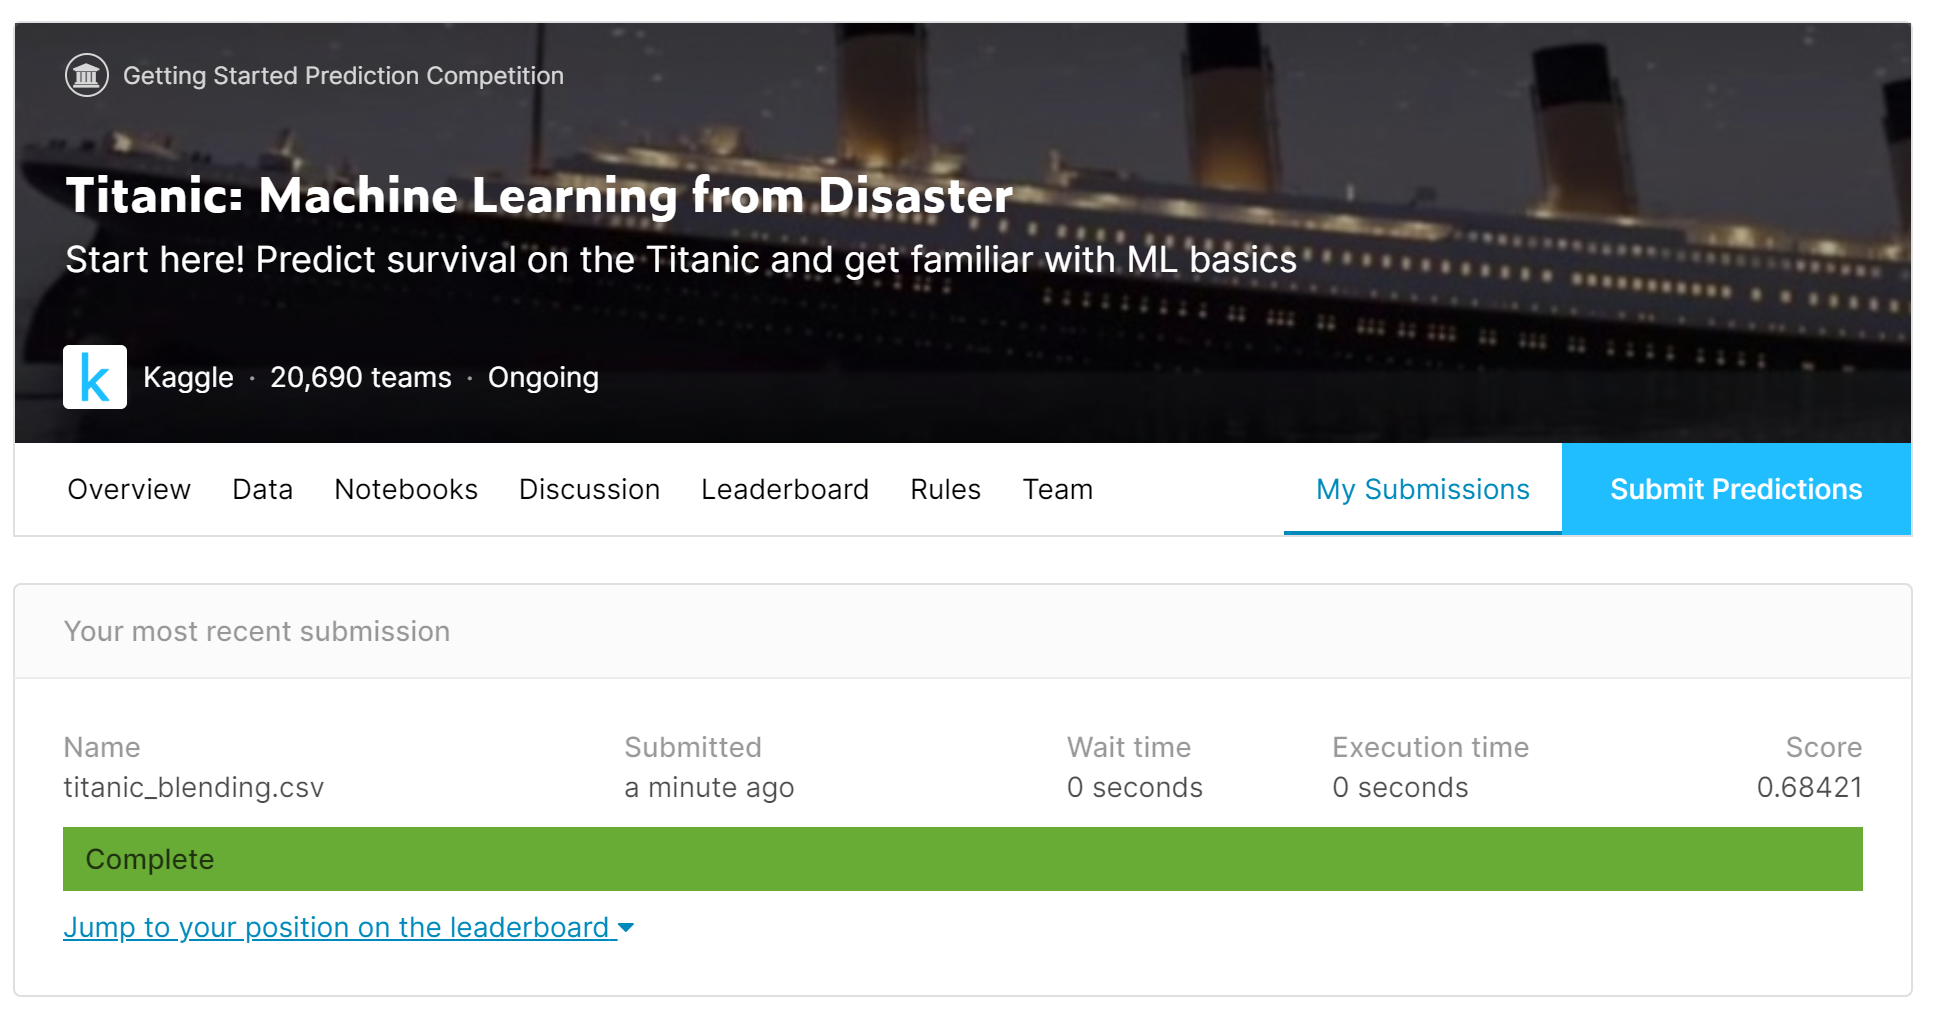 Getting Started Prediction Competition
Titanic: Machine Learning from Disaster
Start here! Predict survival on the Titanic and get familiar with ML basics
k
Kaggle · 20,690 teams · Ongoing
Overview Data Notebooks Discussion Leaderboard Rules Team My Submissions Submit Predictions
Your most recent submission
Name Submitted Wait time Execution time Score
titanic_blending.csv a minute ago 0 seconds 0 seconds 0.68421
Complete
Jump to your position on the leaderboard